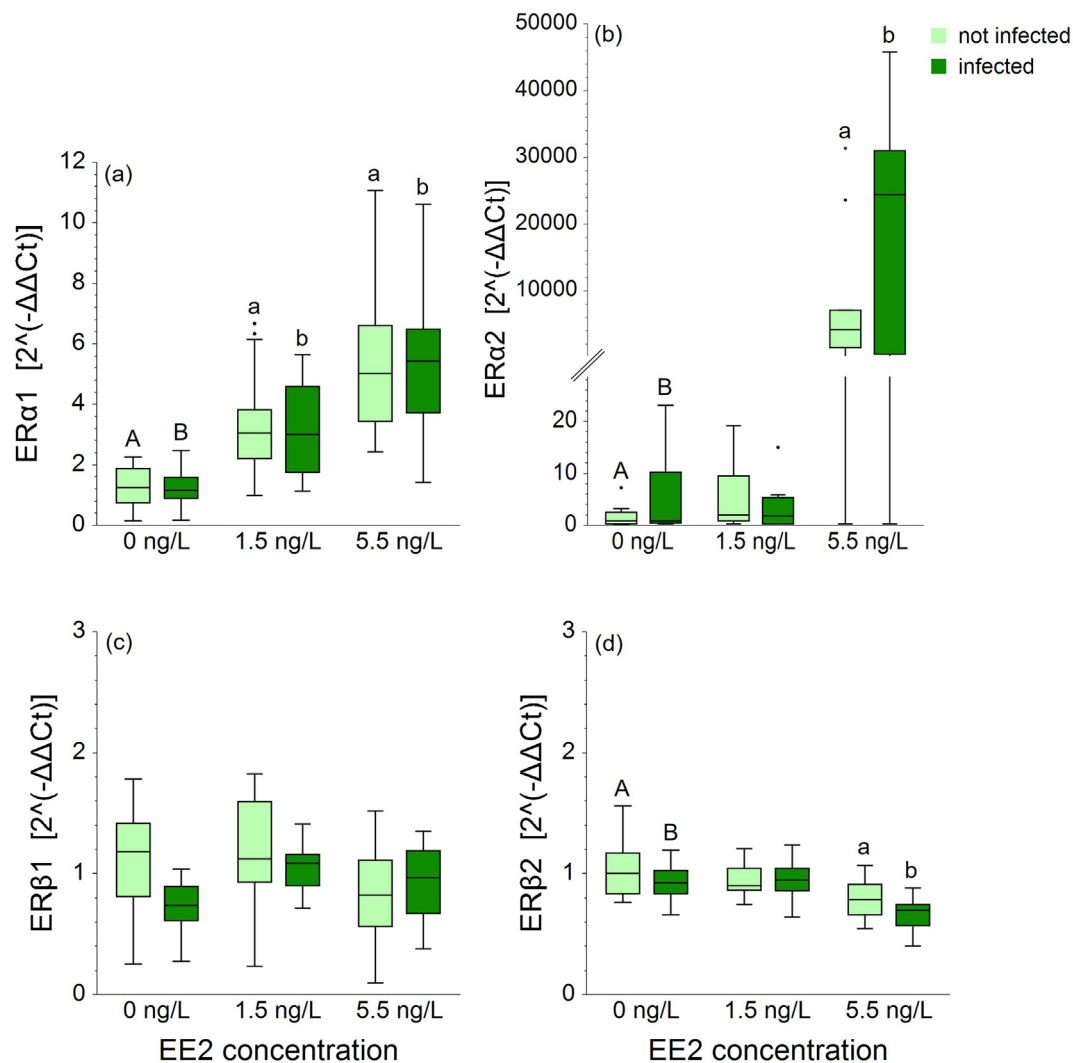 (a)
ERα1 [2^(-ΔΔCt)]
12
10
8
6
4
2
0
A
B
a
b
a
b
0 ng/L
1.5 ng/L
5.5 ng/L
(b)
not infected
infected
ERα2 [2^(-ΔΔCt)]
50000
40000
30000
20000
10000
20
10
0
A
B
a
b
0 ng/L
1.5 ng/L
5.5 ng/L
(c)
ERβ1 [2^(-ΔΔCt)]
3
2
1
0
0 ng/L
1.5 ng/L
5.5 ng/L
EE2 concentration
(d)
ERβ2 [2^(-ΔΔCt)]
3
2
1
0
A
B
a
b
0 ng/L
1.5 ng/L
5.5 ng/L
EE2 concentration